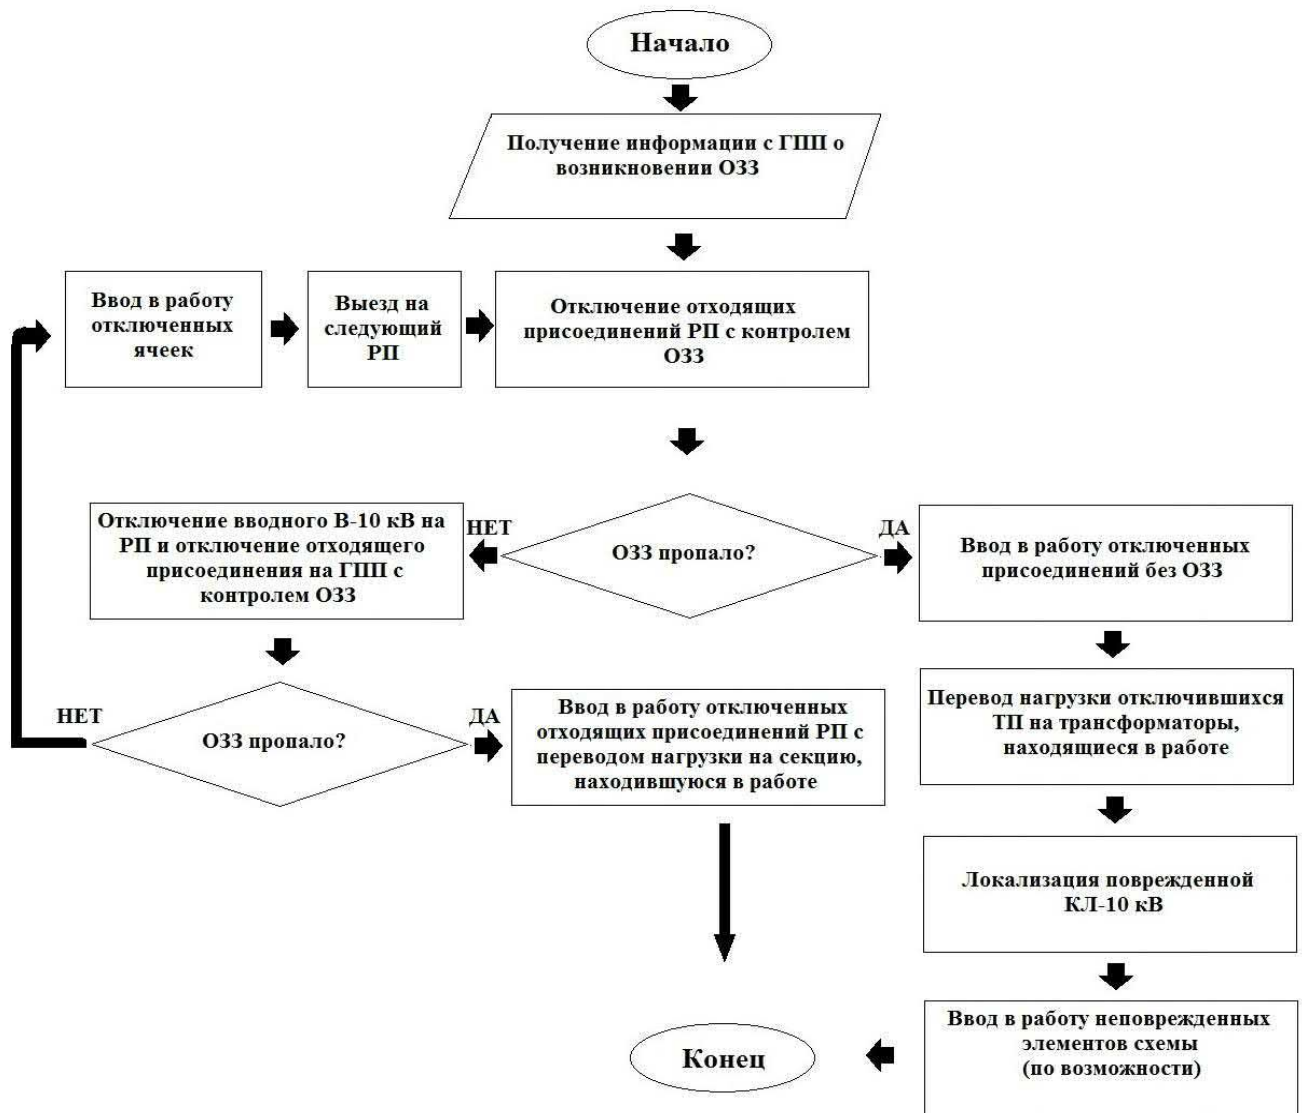 Начало
Получение информации с ГПП о
возникновении ОЗЗ
Ввод в работу
отключенных
ячеек
Выезд на
следующий
РП
Отключение отходящих
присоединений РП с контролем
ОЗЗ
Отключение вводного В-10 кВ на
РП и отключение отходящего
присоединения на ГПП с
контролем ОЗЗ
НЕТ
ОЗЗ пропало?
ДА
Ввод в работу отключенных
присоединений без ОЗЗ
НЕТ
ОЗЗ пропало?
ДА
Ввод в работу отключенных
отходящих присоединений РП с
переводом нагрузки на секцию,
находившуюся в работе
Перевод нагрузки отключившихся
ТП на трансформаторы,
находящиеся в работе
Локализация поврежденной
КЛ-10 кВ
Ввод в работу неповрежденных
элементов схемы
(по возможности)
Конец